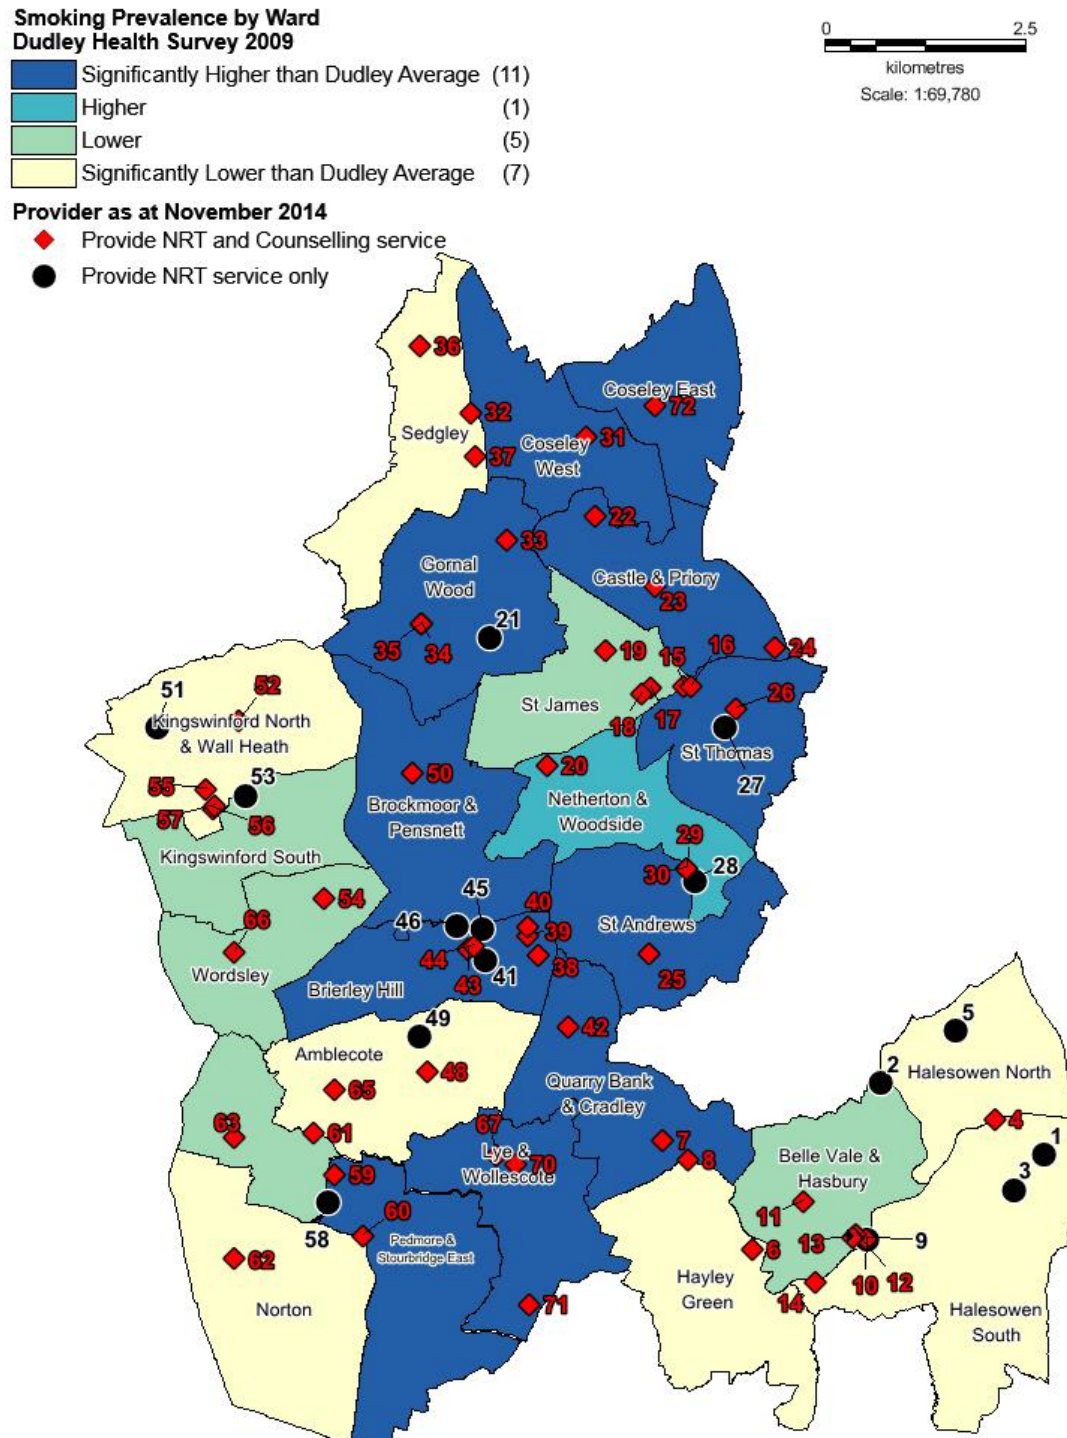 Smoking Prevalence by Ward
Dudley Health Survey 2009
Significantly Higher than Dudley Average (11)
Higher (1)
Lower (5)
Significantly Lower than Dudley Average (7)
Provider as at November 2014
Provide NRT and Counselling service
Provide NRT service only
0 2.5
kilometres
Scale: 1:69,780
36
Coseley East
72
32
Sedgley
31
Coseley
West
37
22
33
Gornal
Wood
Castle & Priory
23
21
35
34
19
15
16
24
52
51
26
Kingswinford North
& Wall Heath
St James
18
17
St Thomas
27
20
50
53
55
Brockmoor &
Pensnett
Netherton &
Woodside
57
56
29
Kingswinford South
30
28
54
45
40
46
St Andrews
66
39
44
38
Wordsley
43
41
25
Brierley Hill
49
42
5
Amblecote
2
48
Halesowen North
65
Quarry Bank
& Cradley
67
4
63
61
7
1
Lye &
Wollescote
70
8
Belle Vale &
Hasbury
59
3
60
11
58
Pedmore &
Stourbridge East
13
9
6
62
Hayley
Green
10
12
14
Norton
71
Halesowen
South